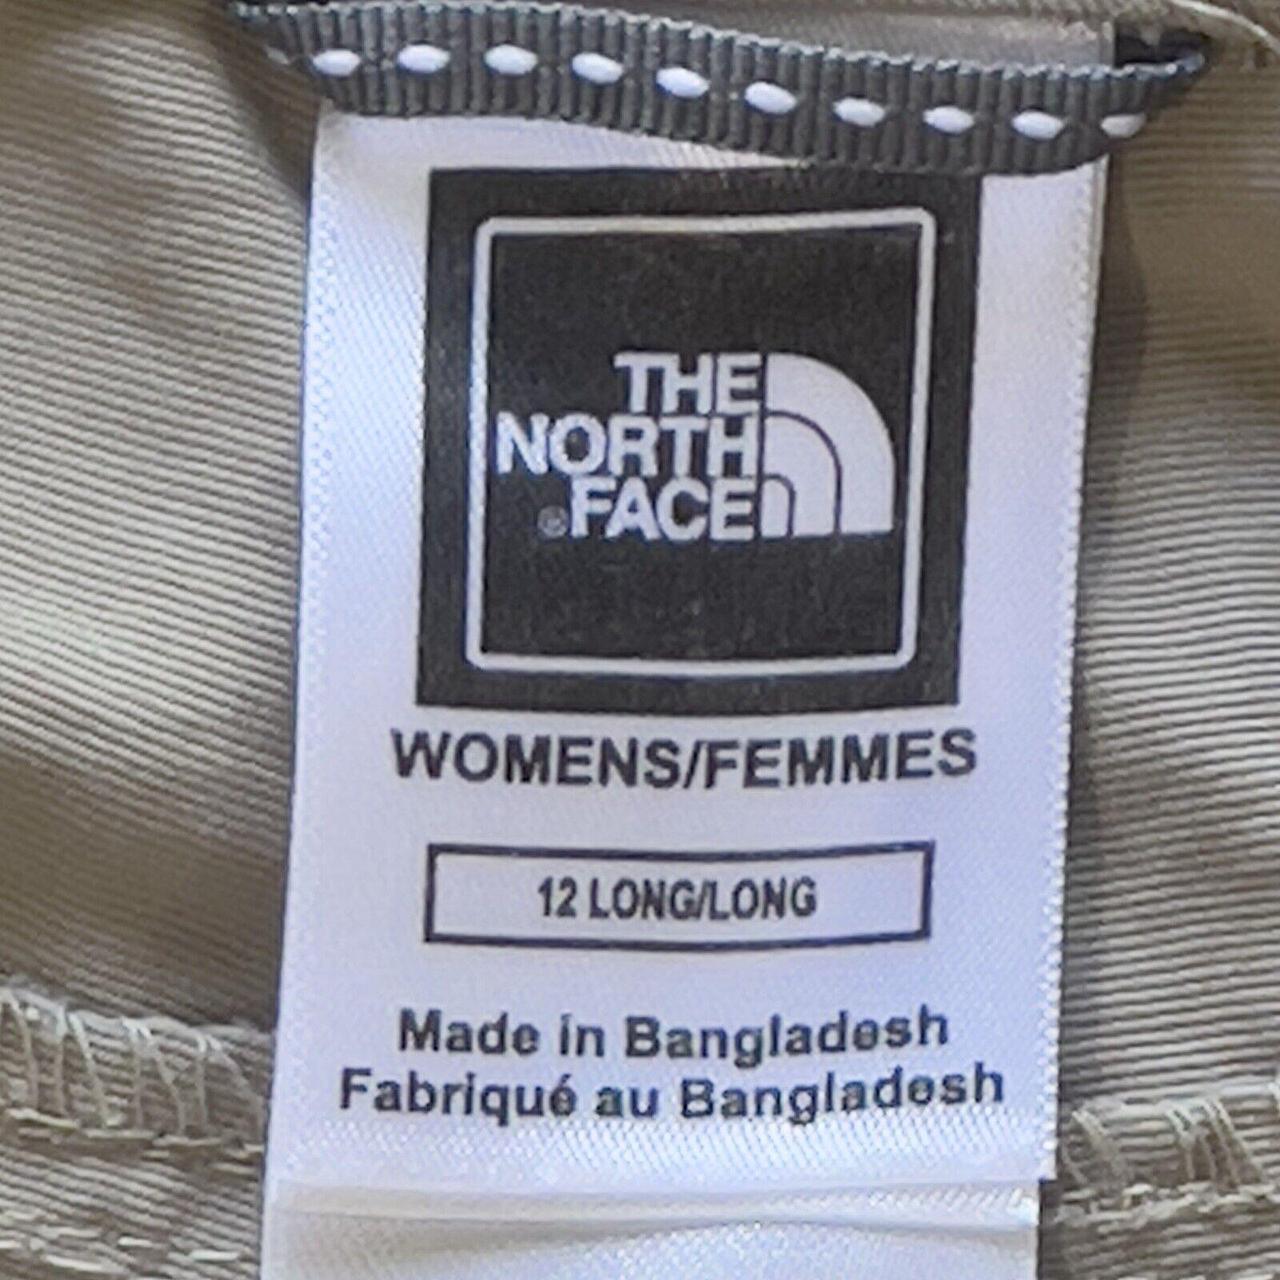 THE
NORTH
®FACE
WOMENS/FEMMES
12 LONG/LONG
Made in Bangladesh
Fabriqué au Bangladesh